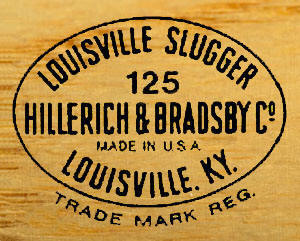 LOUISVILLE SLUGGER
125
HILLERICH & BRADSBY Cº
MADE IN U.S.A.
LOUISVILLE, KY.
TRADE MARK REG.